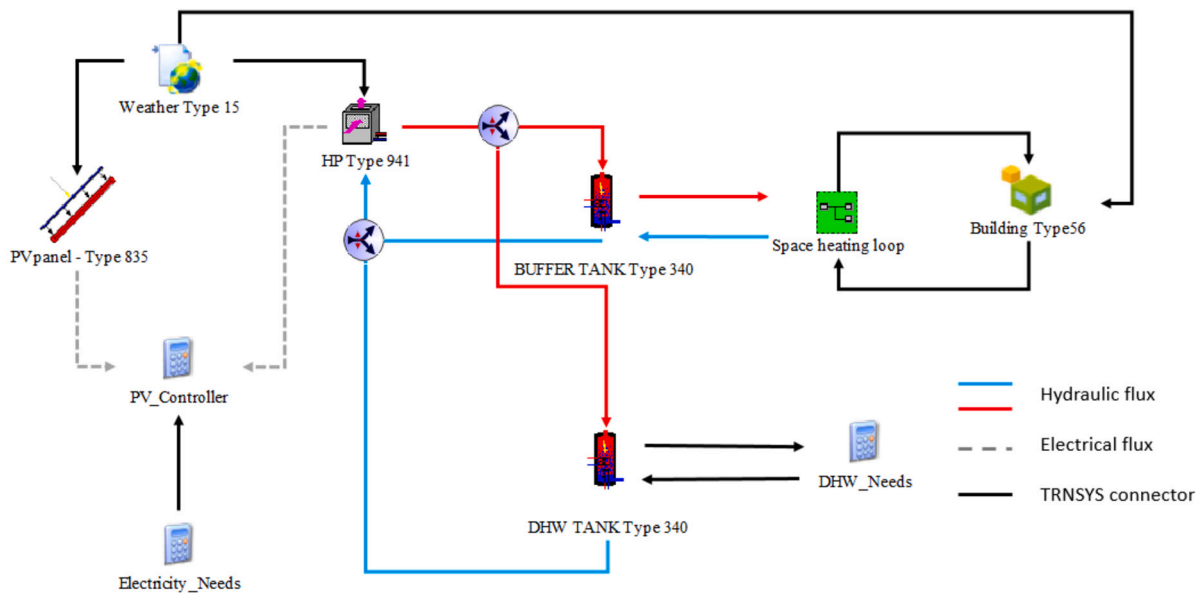 Weather Type 15
HP Type 941
PVpanel - Type 835
BUFFER TANK Type 340
Space heating loop
Building Type56
PV_Controller
Hydraulic flux
Electrical flux
TRNSYS connector
DHW_Needs
DHW TANK Type 340
Electricity_Needs